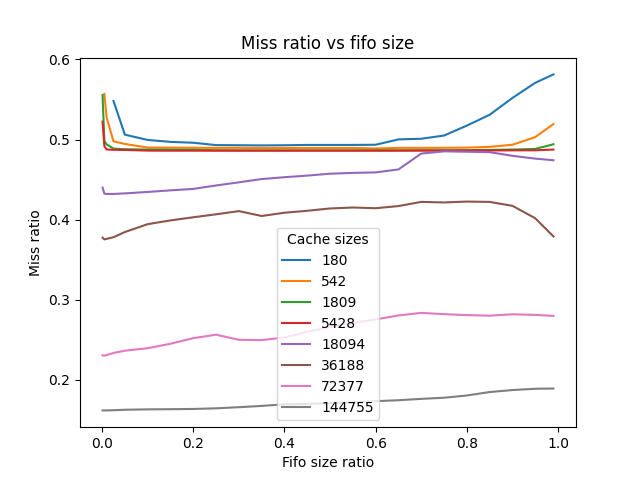 Miss ratio vs fifo size
0.6
0.5
0.4
0.3
0.2
Miss ratio
Cache sizes
180
542
1809
5428
18094
36188
72377
144755
0.0 0.2 0.4 0.6 0.8 1.0
Fifo size ratio